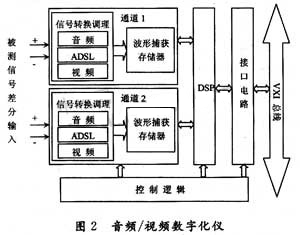 被测信号差分输入
+
-
+
-
通道 1
信号转换调理
音 频
ADSL
视 频
波形捕获
存储器
通道 2
信号转换调理
音 频
ADSL
视 频
波形捕获
存储器
DSP
接口电路
VXI 总线
控 制 逻 辑
图 2 音频/视频数字化仪